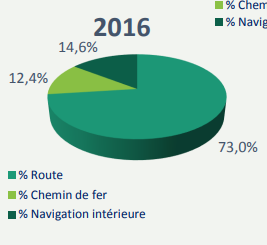 % Chem
% Navig
2016
14,6%
12,4%
73,0%
% Route
% Chemin de fer
% Navigation intérieure